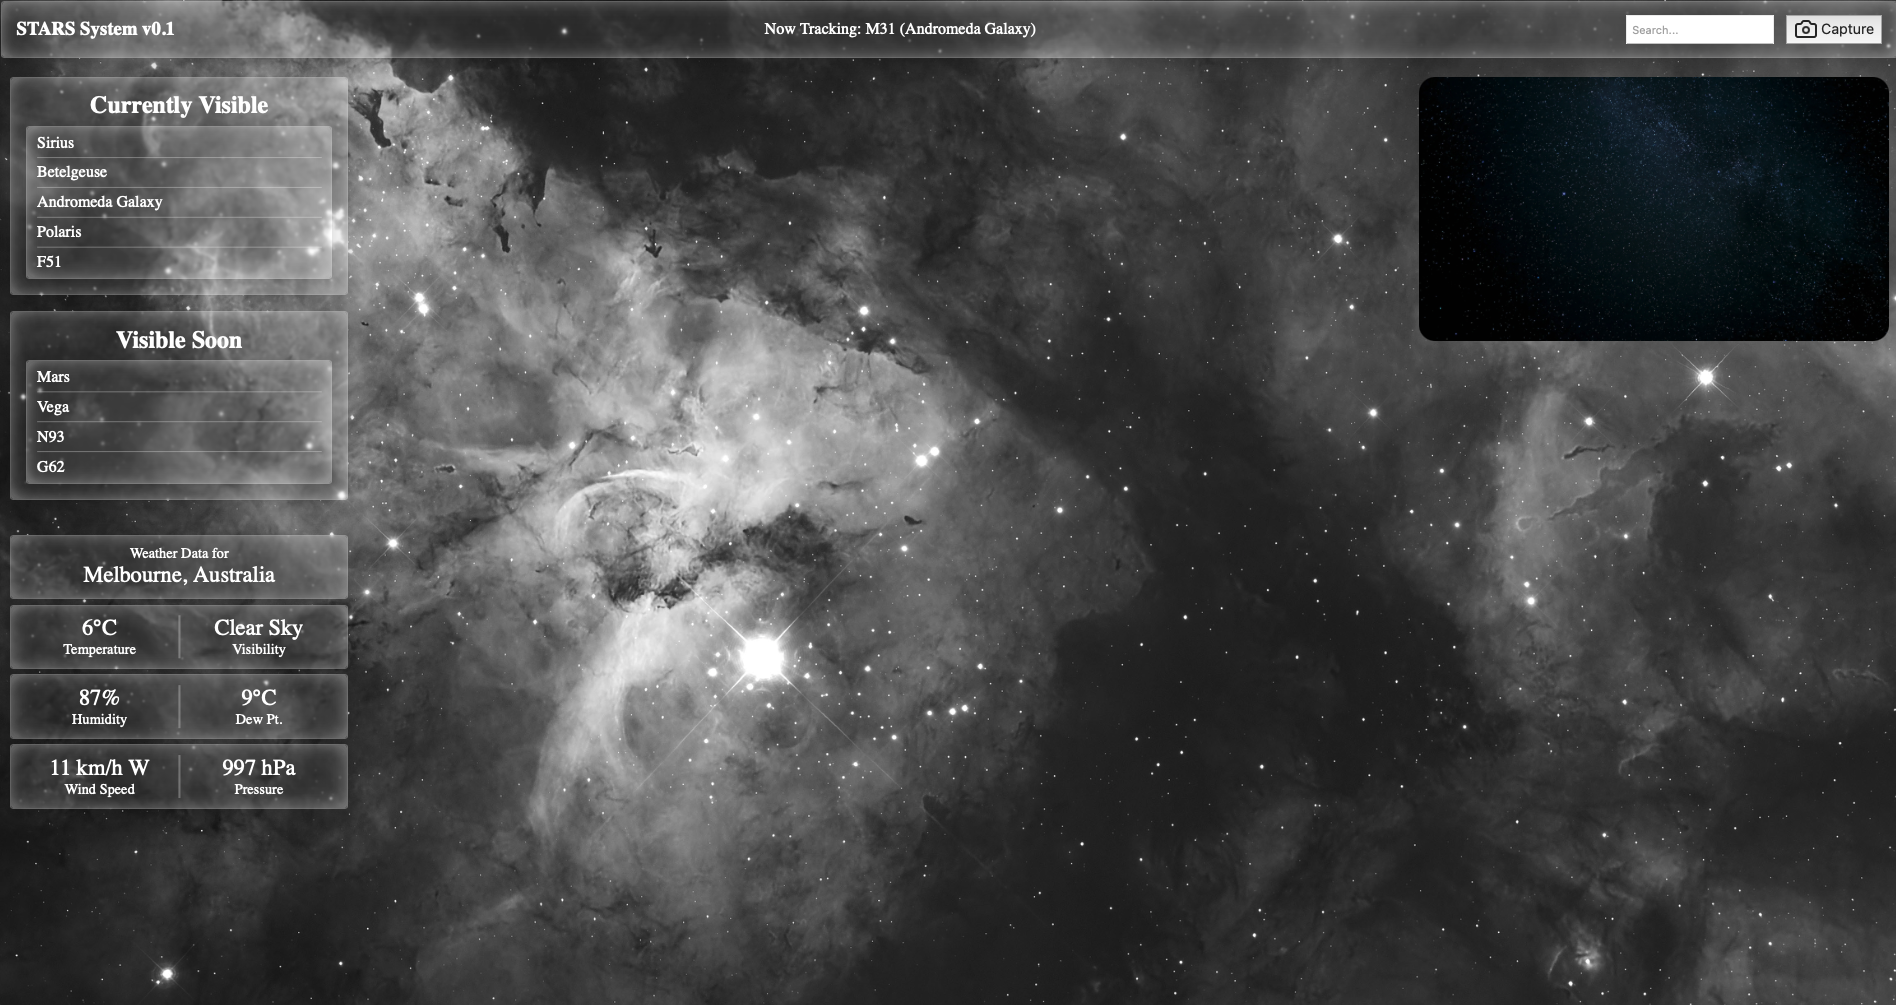 STARS System v0.1
Now Tracking: M31 (Andromeda Galaxy)
Search...
Capture
Currently Visible
Sirius
Betelgeuse
Andromeda Galaxy
Polaris
F51
Visible Soon
Mars
Vega
N93
G62
Weather Data for
Melbourne, Australia
6°C
Temperature
Clear Sky
Visibility
87%
Humidity
9°C
Dew Pt.
11 km/h W
Wind Speed
997 hPa
Pressure